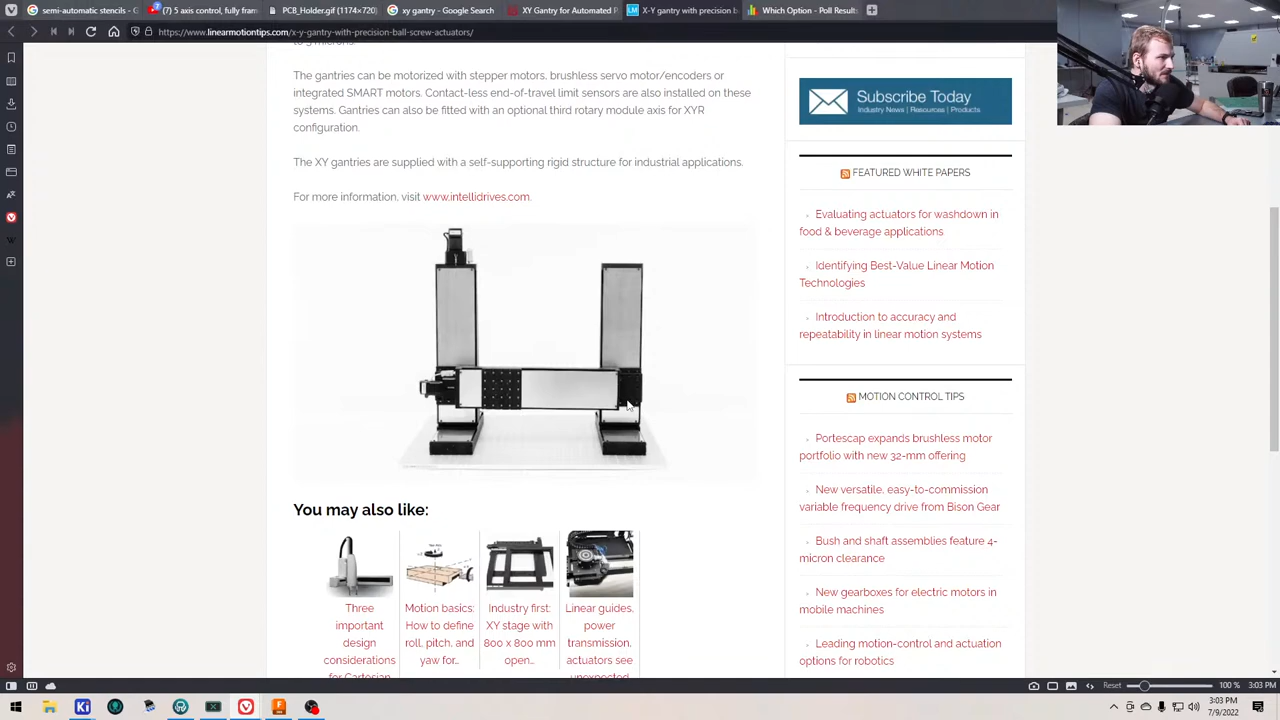 semi-automatic stencils - G
(7) 5 axis control, fully fram
PCB_Holder.jpg (1174×720)
xy gantry - Google Search
XY Gantry for Automated P
X-Y gantry with precision b
Which Option - Poll Results
https://www.linearmotiontips.com/x-y-gantry-with-precision-ball-screw-actuators/
The gantries can be motorized with stepper motors, brushless servo motor/encoders or
integrated SMART motors. Contact-less end-of-travel limit sensors are also installed on these
systems. Gantries can also be fitted with an optional third rotary module axis for XYR
configuration.
The XY gantries are supplied with a self-supporting rigid structure for industrial applications.
For more information, visit www.intellidrives.com.
You may also like:
Three
important
design
considerations
for Cartesian
Motion basics:
How to define
roll, pitch, and
yaw for…
Industry first:
XY stage with
800 x 800 mm
open…
Linear guides,
power
transmission,
actuators see
unexpected
Subscribe Today
Industry News | Resources | Products
FEATURED WHITE PAPERS
Evaluating actuators for washdown in
food & beverage applications
Identifying Best-Value Linear Motion
Technologies
Introduction to accuracy and
repeatability in linear motion systems
MOTION CONTROL TIPS
Portescap expands brushless motor
portfolio with new 32-mm offering
New versatile, easy-to-commission
variable frequency drive from Bison Gear
Bush and shaft assemblies feature 4-
micron clearance
New gearboxes for electric motors in
mobile machines
Leading motion-control and actuation
options for robotics
Reset
100 %
3:03 PM
Ki
F
3:03 PM
7/9/2022